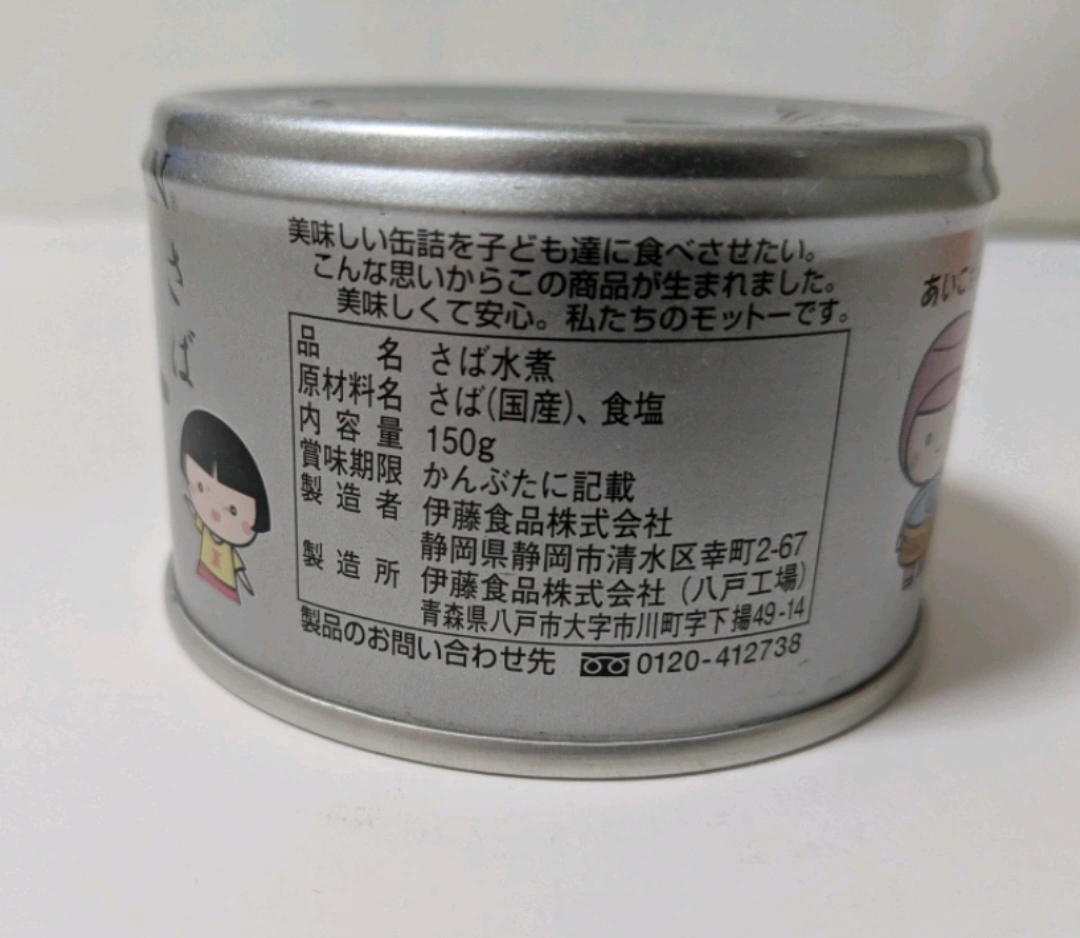 美味しい缶詰を子ども達に食べさせたい。
こんな思いからこの商品が生まれました。
美味しくて安心。私たちのモットーです。
品名 さば水煮
原材料名 さば(国産)、食塩
内容量 150g
賞味期限 かんぶたに記載
製造者 伊藤食品株式会社
静岡県静岡市清水区幸町2-67
製造所 伊藤食品株式会社(八戸工場)
青森県八戸市大字市川町字下揚49-14
製品のお問い合わせ先 0120-412738
さば
あいこ